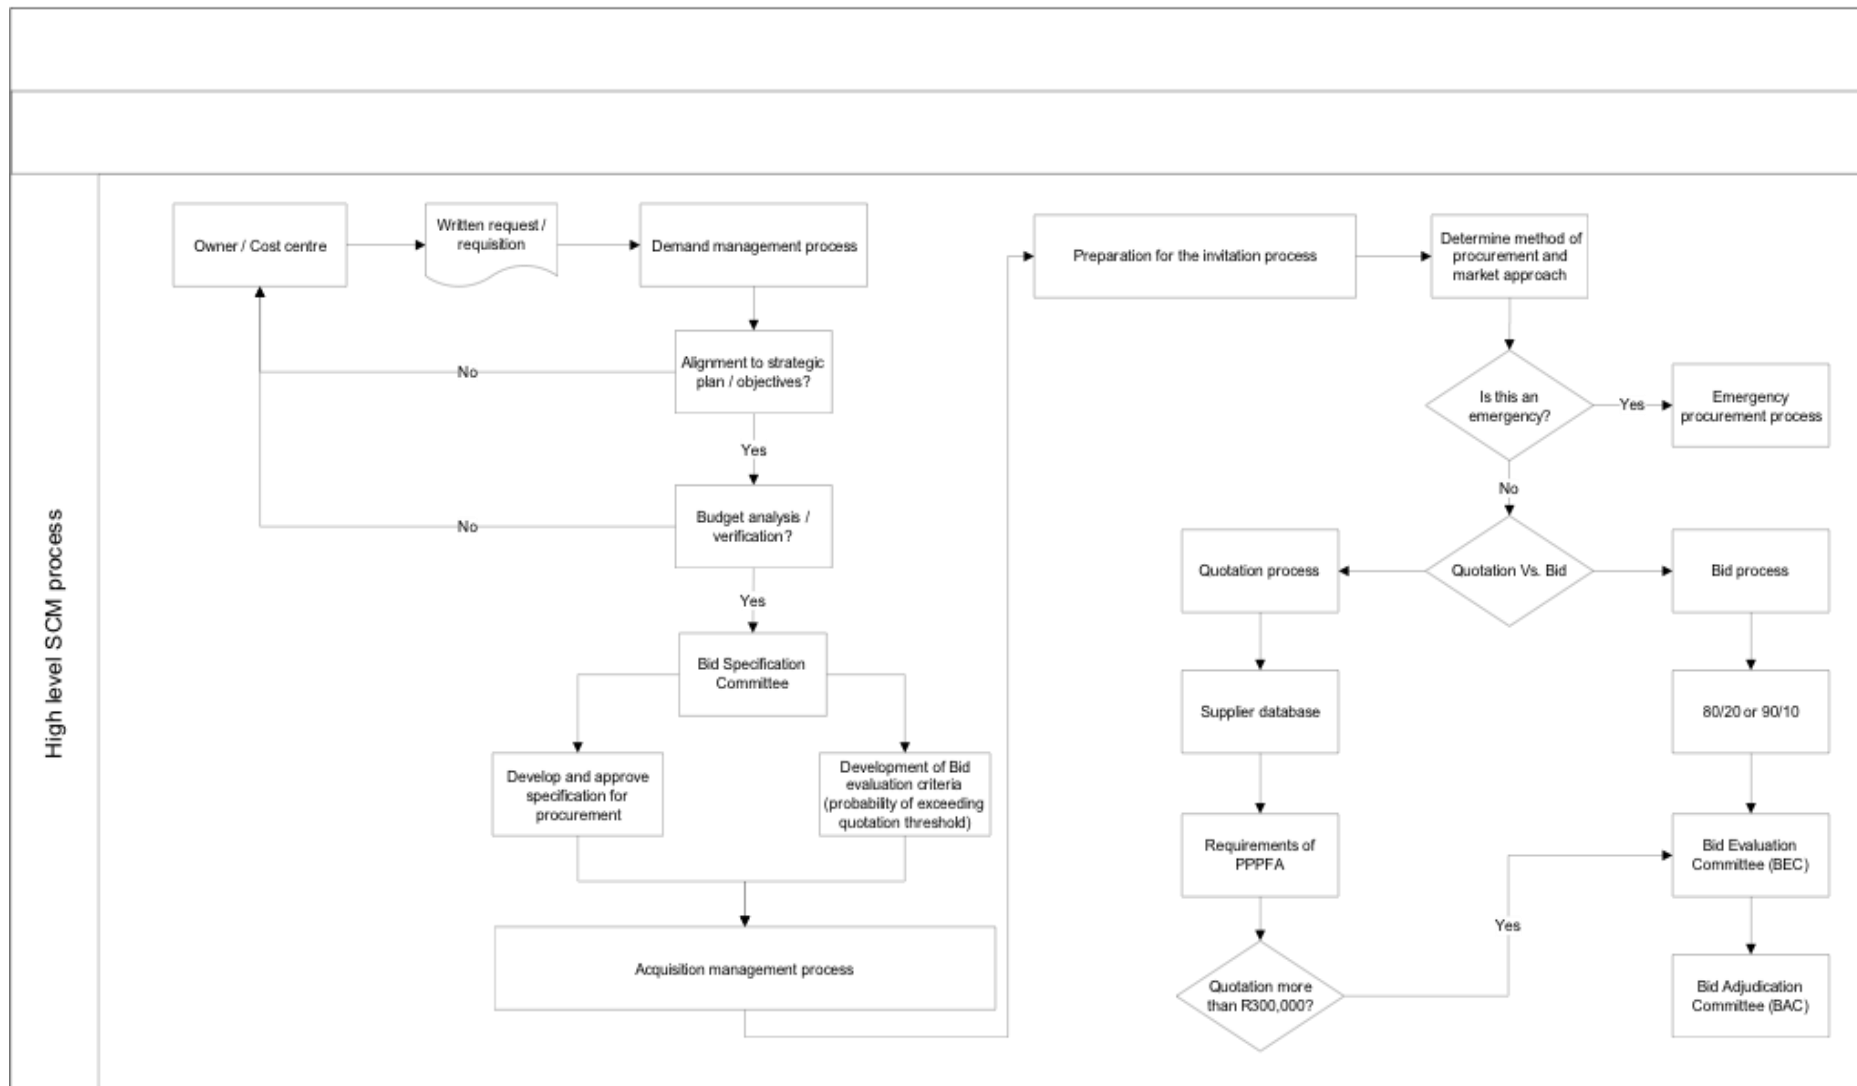 High level SCM process
Owner / Cost centre
Written request /
requisition
Demand management process
Alignment to strategic
plan / objectives?
No
Yes
Budget analysis /
verification?
No
Yes
Bid Specification
Committee
Develop and approve
specification for
procurement
Development of Bid
evaluation criteria
(probability of exceeding
quotation threshold)
Acquisition management process
Preparation for the invitation process
Determine method of
procurement and
market approach
Is this an
emergency?
Yes
Emergency
procurement process
No
Quotation Vs. Bid
Quotation process
Bid process
Supplier database
80/20 or 90/10
Requirements of
PPPFA
Bid Evaluation
Committee (BEC)
Yes
Quotation more
than R300,000?
Bid Adjudication
Committee (BAC)